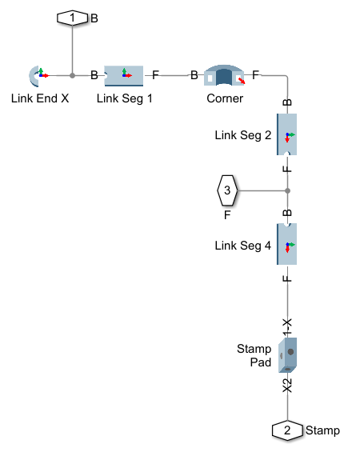 1 B
B F B F
Link End X Link Seg 1 Corner
B
Link Seg 2
F
3
F
B
Link Seg 4
F
1-X
Stamp
Pad
X2
2 Stamp